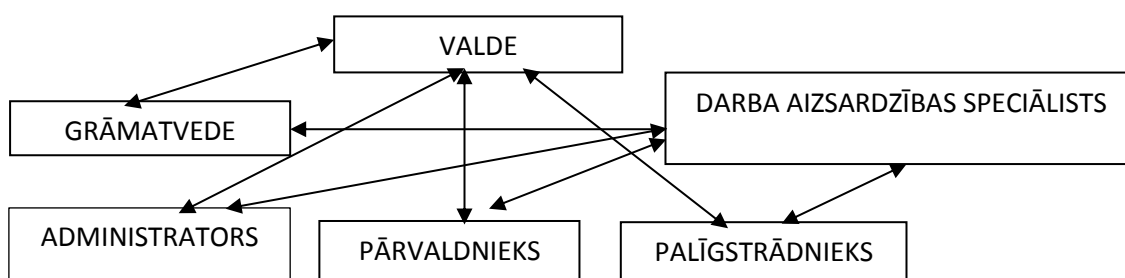 VALDE
DARBA AIZSARDZĪBAS SPECIĀLISTS
GRĀMATVEDE
ADMINISTRATORS
PĀRVALDNIEKS
PALĪGSTRĀDNIEKS